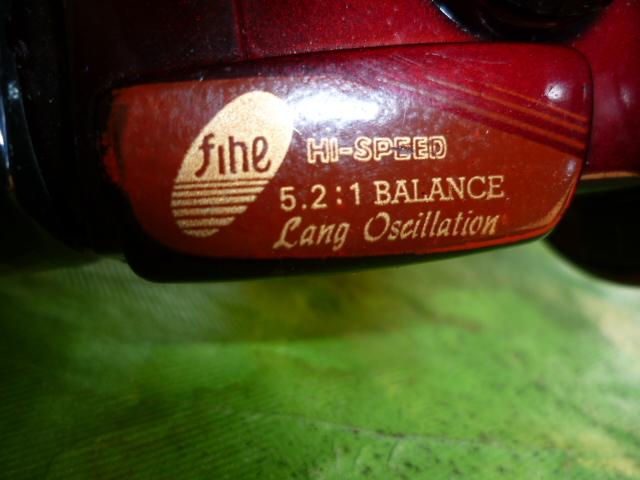 fihe
HI-SPEED
5.2:1 BALANCE
Lang Oscillation